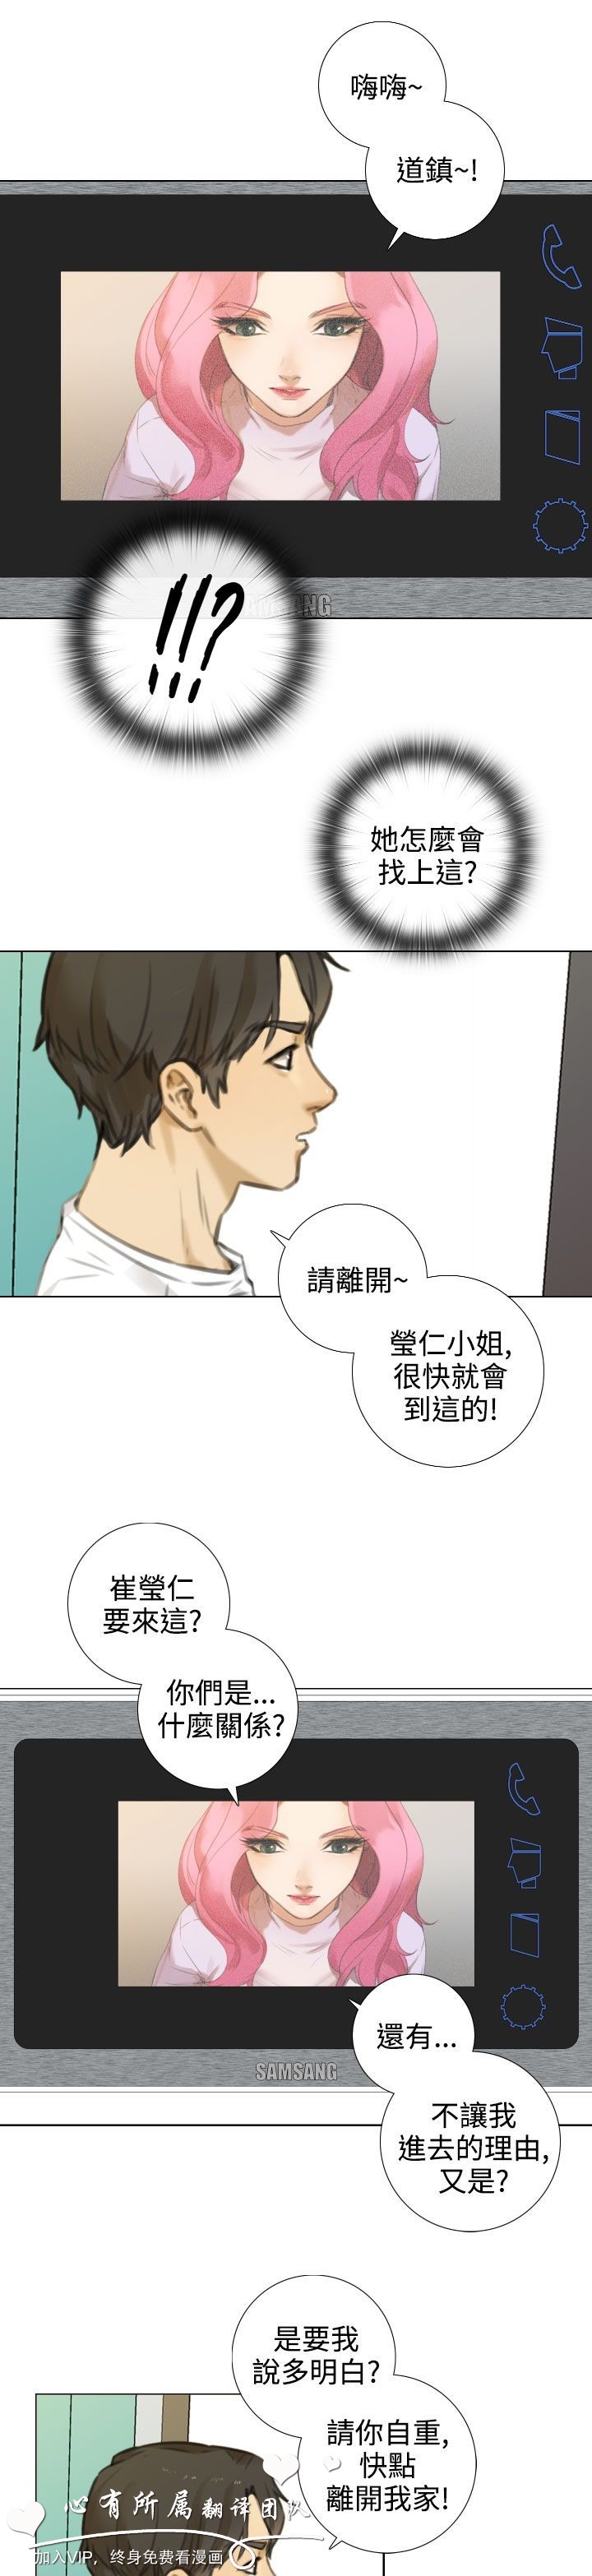 嗨嗨~
道鎮~!
!!?
她怎麼會
找上這?
請離開~
瑩仁小姐,
很快就會
到這的!
崔瑩仁
要來這?
你們是...
什麼關係?
還有...
SAMSANG
不讓我
進去的理由,
又是?
是要我
說多明白?
請你自重,
快點
離開我家!
心有所属翻译团队
加入VIP，终身免费看漫画